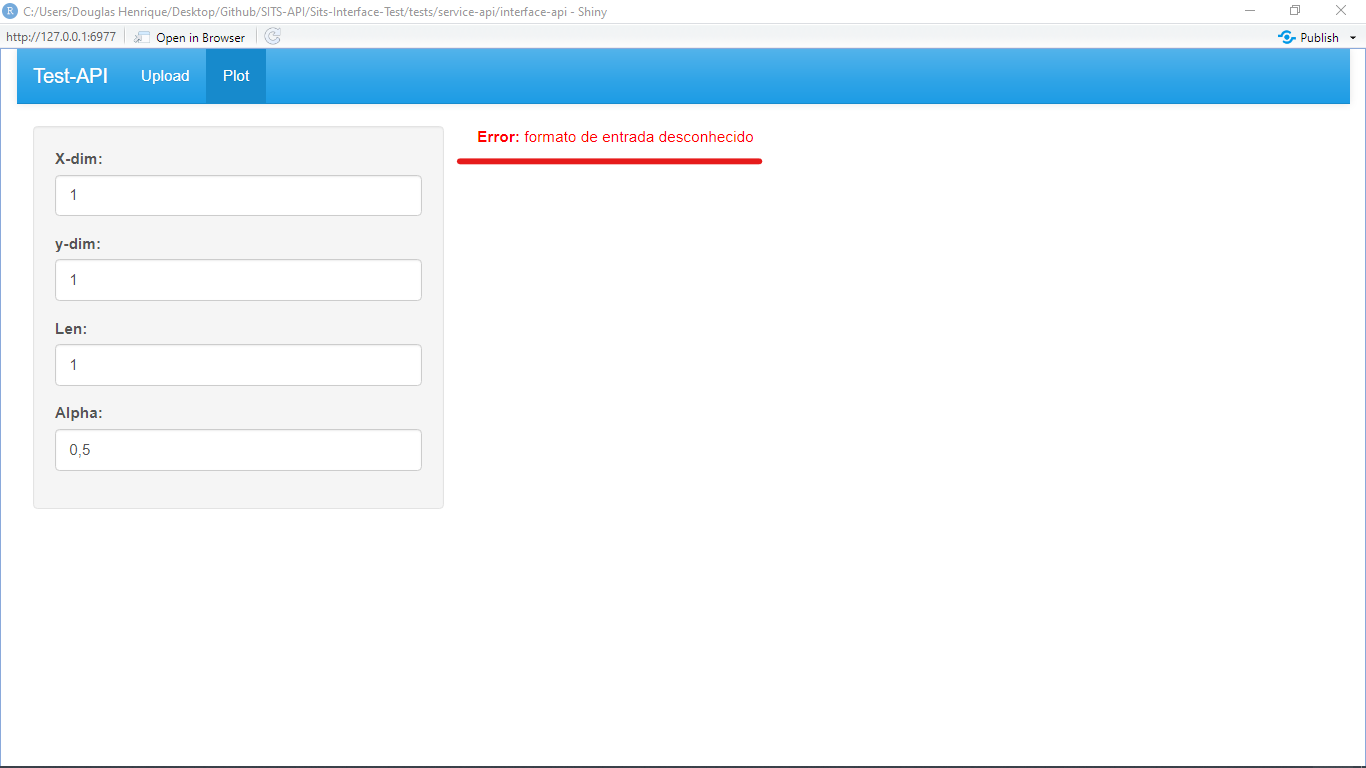 C:/Users/Douglas Henrique/Desktop/Github/SITS-API/Sits-Interface-Test/tests/service-api/interface-api - Shiny
http://127.0.0.1:6977 Open in Browser Publish
Test-API Upload Plot
Error: formato de entrada desconhecido
X-dim:
1
y-dim:
1
Len:
1
Alpha:
0,5